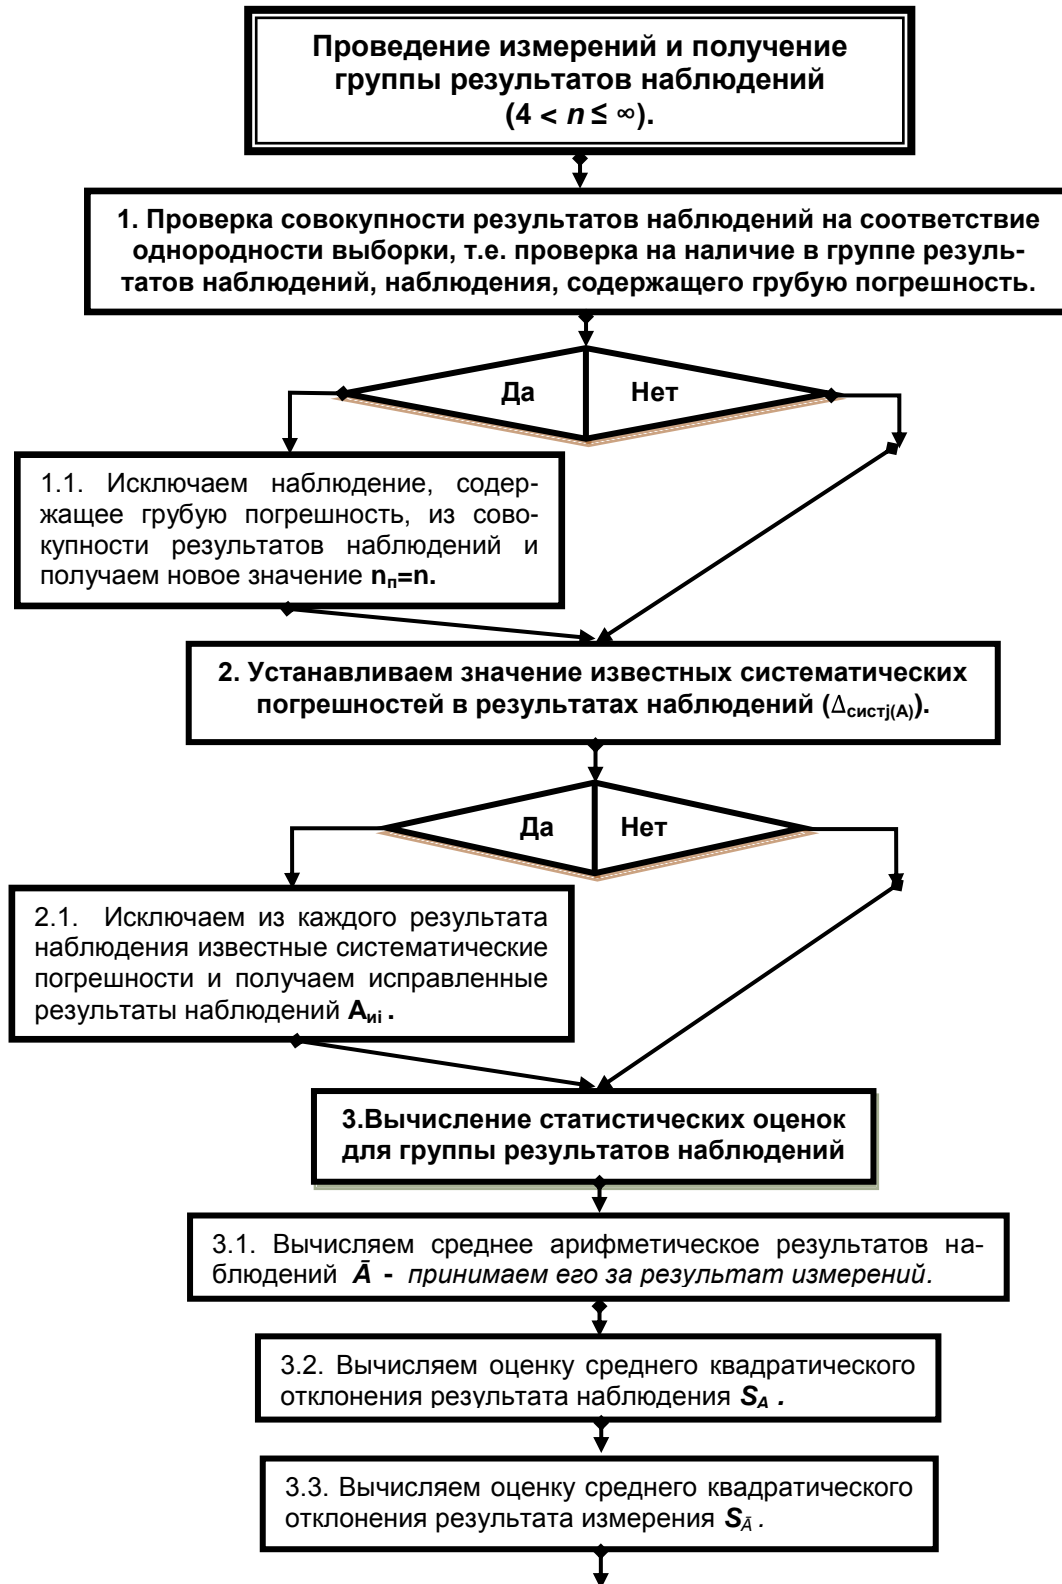 Проведение измерений и получение
группы результатов наблюдений
(4 < n ≤ ∞).
1. Проверка совокупности результатов наблюдений на соответствие
однородности выборки, т.е. проверка на наличие в группе резуль-
татов наблюдений, наблюдения, содержащего грубую погрешность.
Да Нет
1.1. Исключаем наблюдение, содер-
жащее грубую погрешность, из сово-
купности результатов наблюдений и
получаем новое значение nп=n.
2. Устанавливаем значение известных систематических
погрешностей в результатах наблюдений (Δсистj(А)).
Да Нет
2.1. Исключаем из каждого результата
наблюдения известные систематические
погрешности и получаем исправленные
результаты наблюдений Аиi .
3.Вычисление статистических оценок
для группы результатов наблюдений
3.1. Вычисляем среднее арифметическое результатов на-
блюдений Ā - принимаем его за результат измерений.
3.2. Вычисляем оценку среднего квадратического
отклонения результата наблюдения SA .
3.3. Вычисляем оценку среднего квадратического
отклонения результата измерения SĀ .